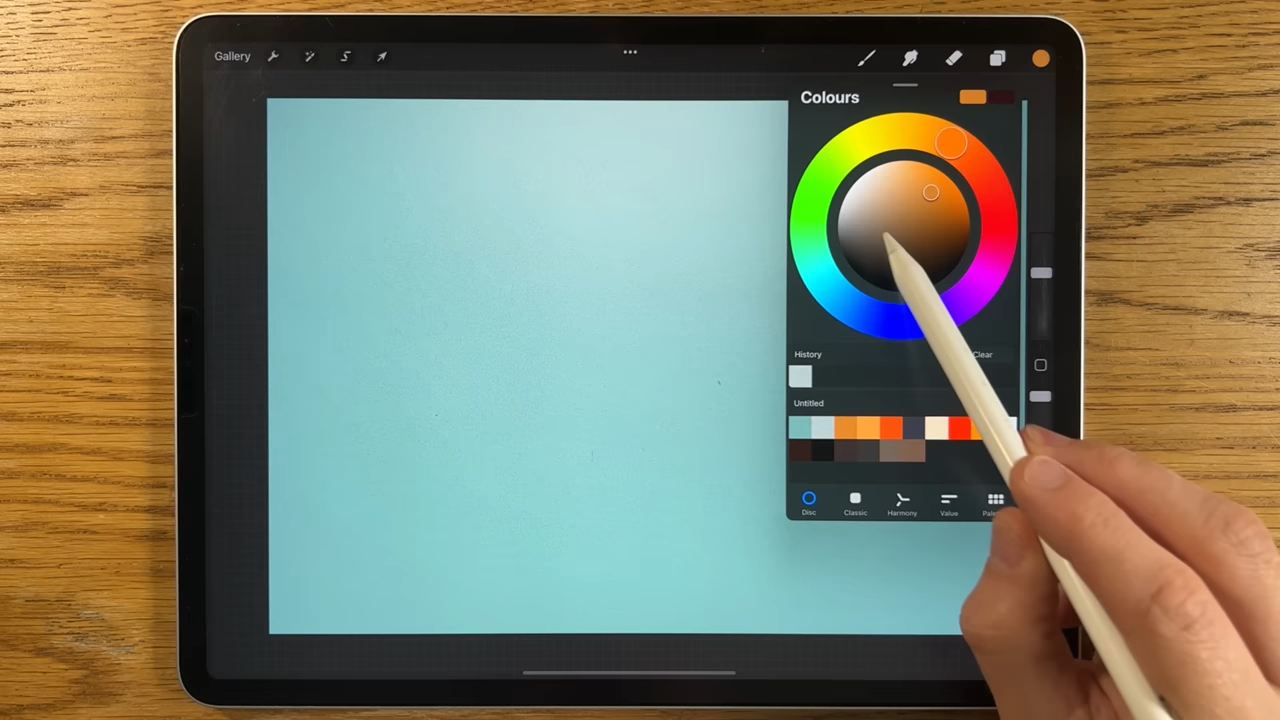 Gallery
Colours
History
Clear
Untitled
Disc
Classic
Harmony
Value